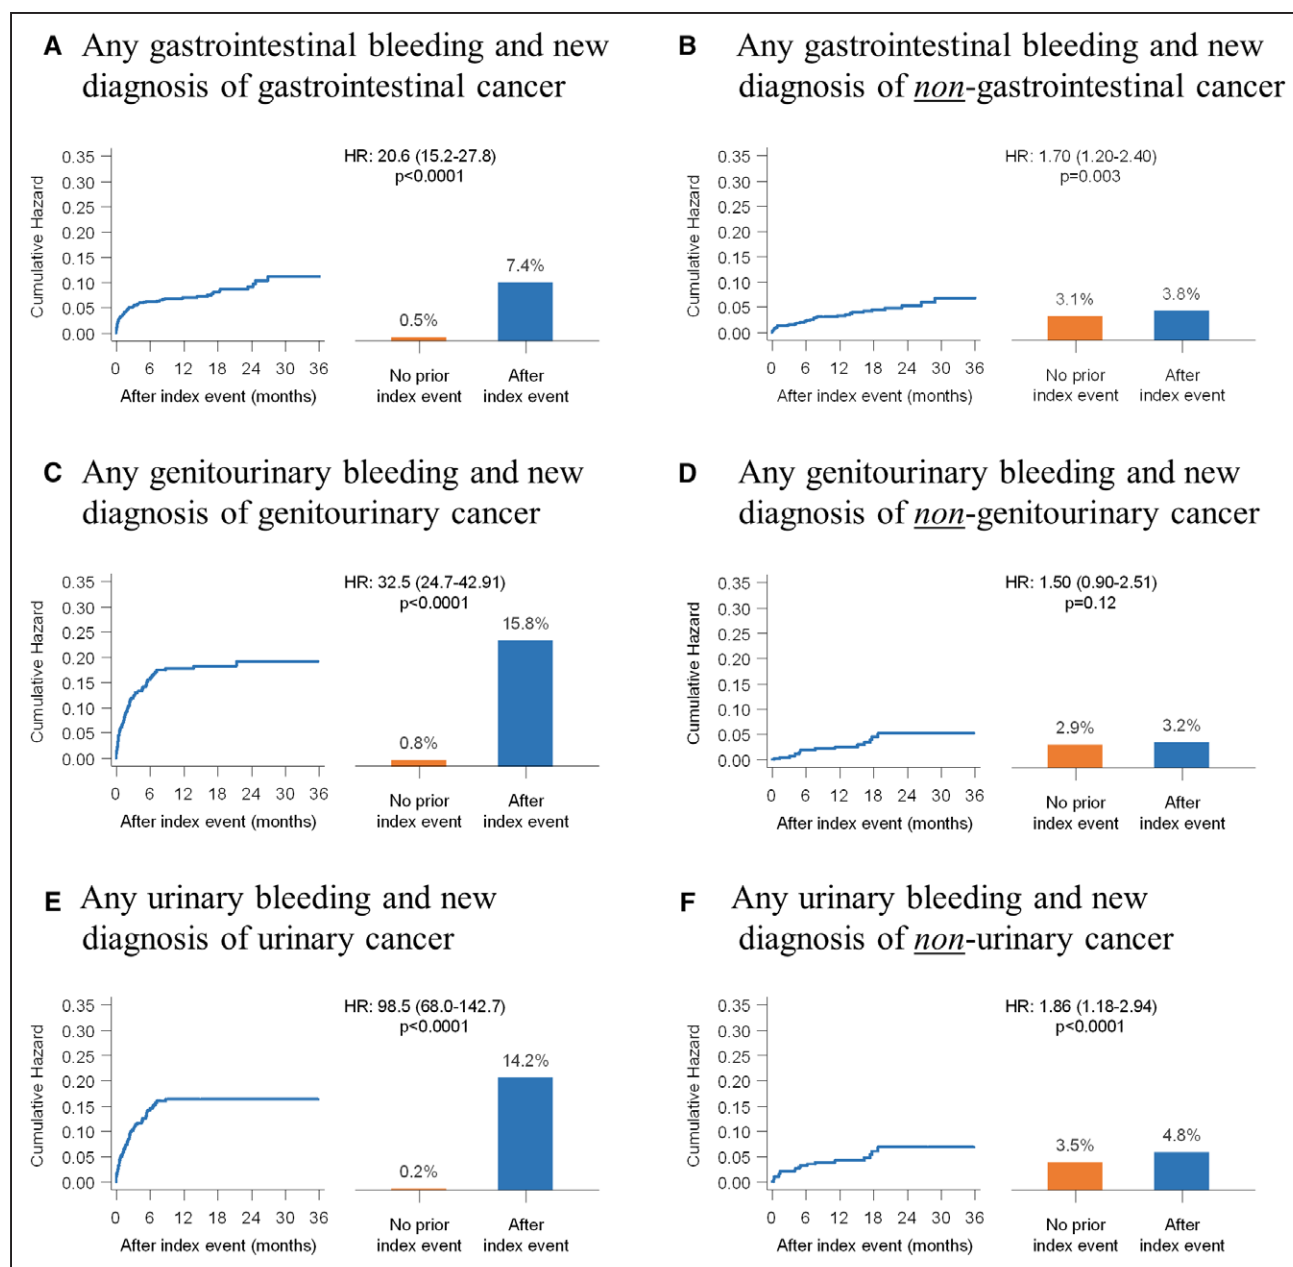 A Any gastrointestinal bleeding and new
diagnosis of gastrointestinal cancer
HR: 20.6 (15.2-27.8)
p<0.0001
Cumulative Hazard
0.35
0.30
0.25
0.20
0.15
0.10
0.05
0.00
0 6 12 18 24 30 36
After index event (months)
0.5%
7.4%
No prior
index event
After
index event
B Any gastrointestinal bleeding and new
diagnosis of non-gastrointestinal cancer
HR: 1.70 (1.20-2.40)
p=0.003
Cumulative Hazard
0.35
0.30
0.25
0.20
0.15
0.10
0.05
0.00
0 6 12 18 24 30 36
After index event (months)
3.1%
3.8%
No prior
index event
After
index event
C Any genitourinary bleeding and new
diagnosis of genitourinary cancer
HR: 32.5 (24.7-42.91)
p<0.0001
Cumulative Hazard
0.35
0.30
0.25
0.20
0.15
0.10
0.05
0.00
0 6 12 18 24 30 36
After index event (months)
0.8%
15.8%
No prior
index event
After
index event
D Any genitourinary bleeding and new
diagnosis of non-genitourinary cancer
HR: 1.50 (0.90-2.51)
p=0.12
Cumulative Hazard
0.35
0.30
0.25
0.20
0.15
0.10
0.05
0.00
0 6 12 18 24 30 36
After index event (months)
2.9%
3.2%
No prior
index event
After
index event
E Any urinary bleeding and new
diagnosis of urinary cancer
HR: 98.5 (68.0-142.7)
p<0.0001
Cumulative Hazard
0.35
0.30
0.25
0.20
0.15
0.10
0.05
0.00
0 6 12 18 24 30 36
After index event (months)
0.2%
14.2%
No prior
index event
After
index event
F Any urinary bleeding and new
diagnosis of non-urinary cancer
HR: 1.86 (1.18-2.94)
p<0.0001
Cumulative Hazard
0.35
0.30
0.25
0.20
0.15
0.10
0.05
0.00
0 6 12 18 24 30 36
After index event (months)
3.5%
4.8%
No prior
index event
After
index event